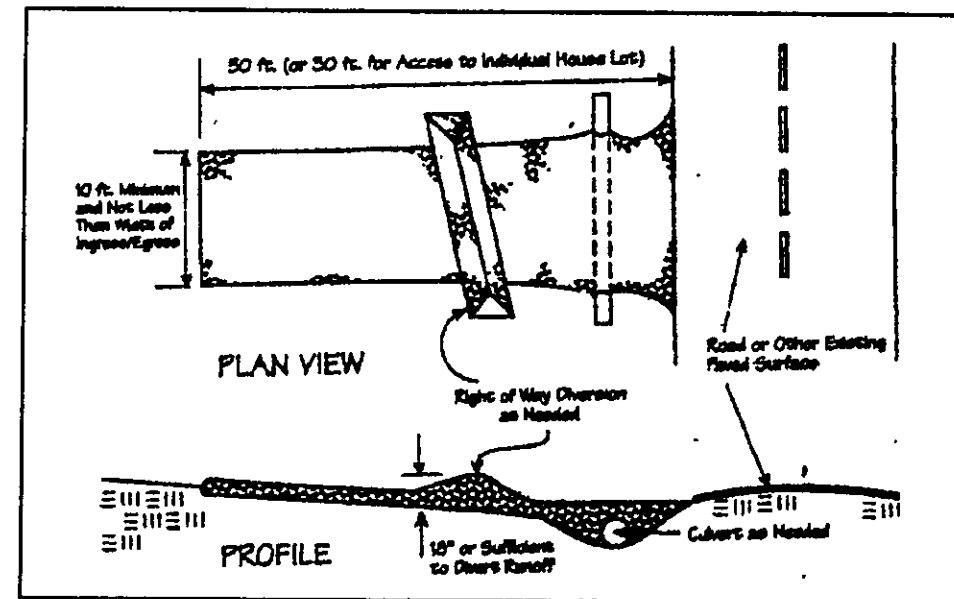 50 ft. (or 30 ft. for Access to Individual House Lot)
10 ft. Minimum
and Not Less
Than Width of
Ingress/Egress
PLAN VIEW
Right of Way Diversion
as Needed
Road or Other Existing
Paved Surface
18" or Sufficient
to Divert Runoff
Culvert as Needed
PROFILE